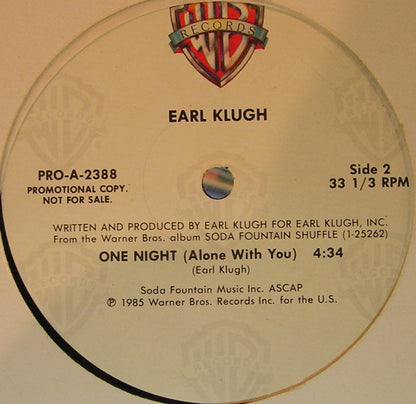 WB
RECORDS
EARL KLUGH
PRO-A-2388
PROMOTIONAL COPY.
NOT FOR SALE.
Side 2
33 1/3 RPM
WRITTEN AND PRODUCED BY EARL KLUGH FOR EARL KLUGH, INC.
From the Warner Bros. album SODA FOUNTAIN SHUFFLE (1-25262)
ONE NIGHT (Alone With You) 4:34
(Earl Klugh)
Soda Fountain Music Inc. ASCAP
℗ 1985 Warner Bros. Records Inc. for the U.S.